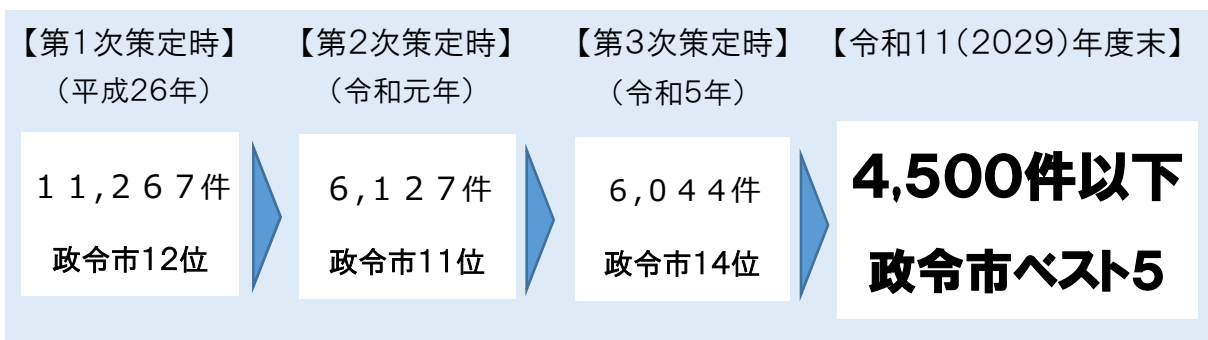 【第1次策定時】
（平成26年）
１１,２６７件
政令市12位
【第2次策定時】
（令和元年）
６,１２７件
政令市11位
【第3次策定時】
（令和5年）
６,０４４件
政令市14位
【令和11(2029)年度末】
4,500件以下
政令市ベスト5